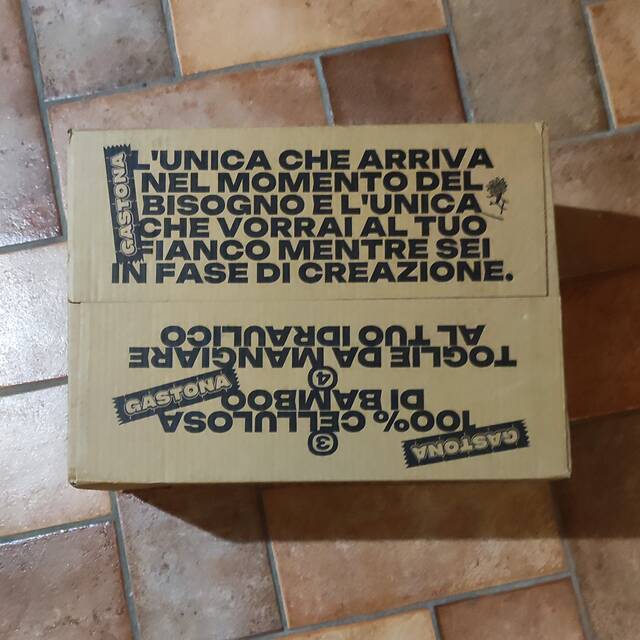 GASTONA
L'UNICA CHE ARRIVA
NEL MOMENTO DEL
BISOGNO E L'UNICA
CHE VORRAI AL TUO
FIANCO MENTRE SEI
IN FASE DI CREAZIONE.
GASTONA
3
100% CELLULOSA
DI BAMBOO
GASTONA
4
TOGLIE DA MANGIARE
AL TUO IDRAULICO